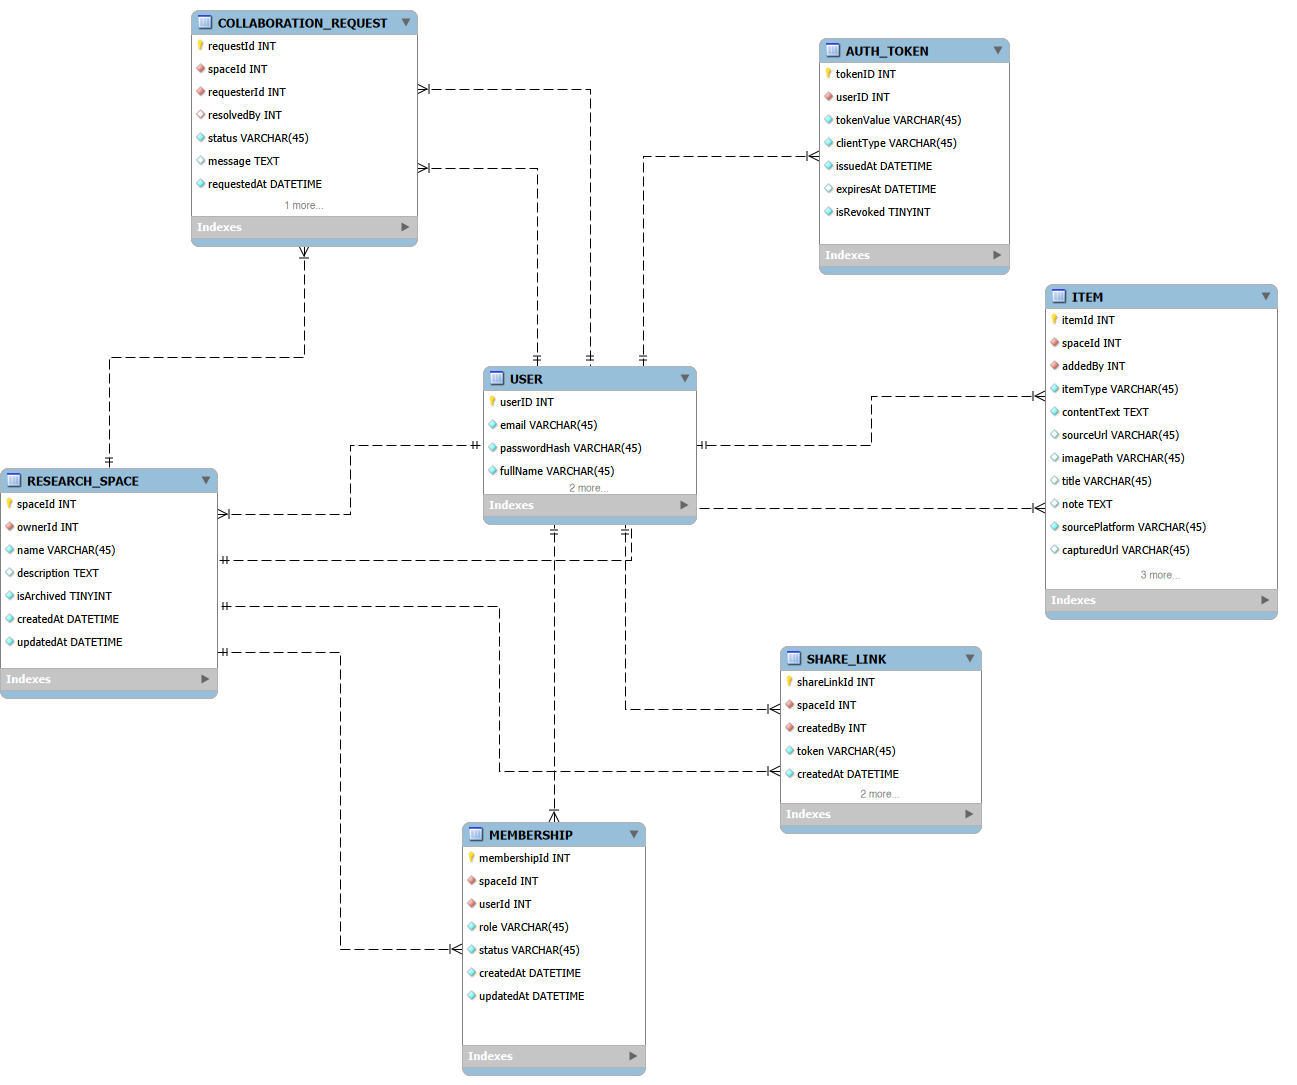 COLLABORATION_REQUEST
requestId INT
spaceId INT
requesterId INT
resolvedBy INT
status VARCHAR(45)
message TEXT
requestedAt DATETIME
1 more...
Indexes
AUTH_TOKEN
tokenID INT
userID INT
tokenValue VARCHAR(45)
clientType VARCHAR(45)
issuedAt DATETIME
expiresAt DATETIME
isRevoked TINYINT
Indexes
ITEM
itemId INT
spaceId INT
addedBy INT
itemType VARCHAR(45)
contentText TEXT
sourceUrl VARCHAR(45)
imagePath VARCHAR(45)
title VARCHAR(45)
note TEXT
sourcePlatform VARCHAR(45)
capturedUrl VARCHAR(45)
3 more...
Indexes
USER
userID INT
email VARCHAR(45)
passwordHash VARCHAR(45)
fullName VARCHAR(45)
2 more...
Indexes
RESEARCH_SPACE
spaceId INT
ownerId INT
name VARCHAR(45)
description TEXT
isArchived TINYINT
createdAt DATETIME
updatedAt DATETIME
Indexes
SHARE_LINK
shareLinkId INT
spaceId INT
createdBy INT
token VARCHAR(45)
createdAt DATETIME
2 more...
Indexes
MEMBERSHIP
membershipId INT
spaceId INT
userId INT
role VARCHAR(45)
status VARCHAR(45)
createdAt DATETIME
updatedAt DATETIME
Indexes